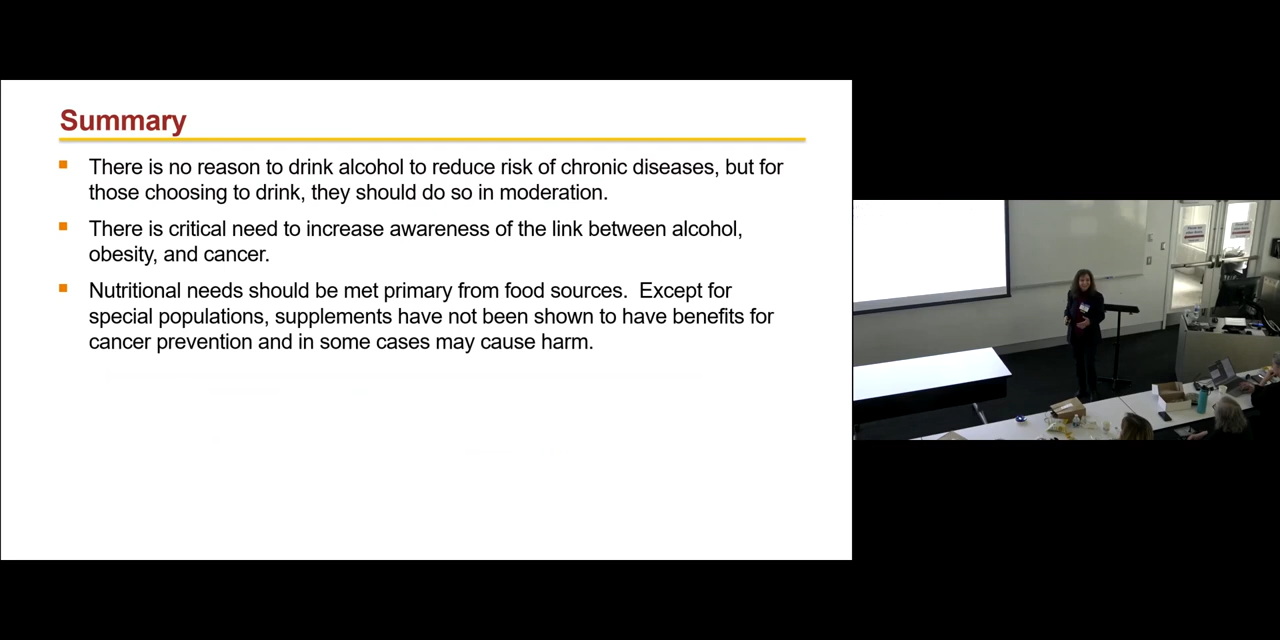 Summary
There is no reason to drink alcohol to reduce risk of chronic diseases, but for
those choosing to drink, they should do so in moderation.
There is critical need to increase awareness of the link between alcohol,
obesity, and cancer.
Nutritional needs should be met primary from food sources.  Except for
special populations, supplements have not been shown to have benefits for
cancer prevention and in some cases may cause harm.